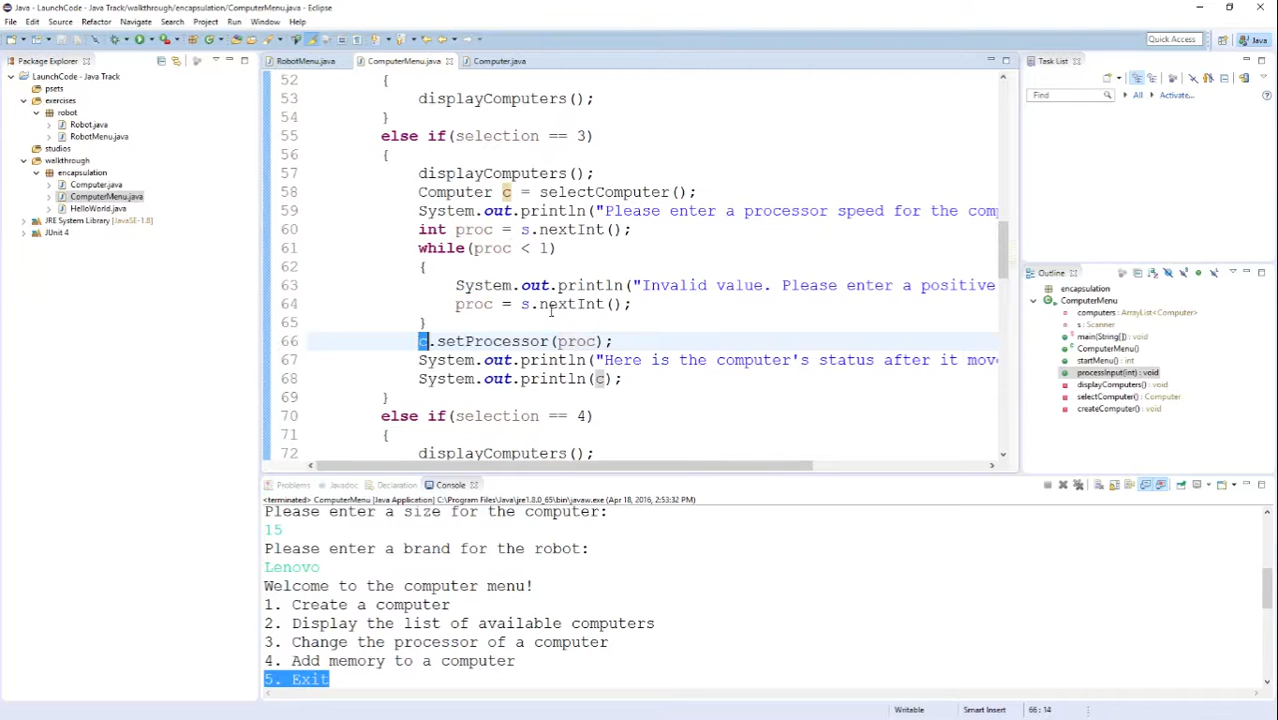 Java - LaunchCode - Java Track/walkthrough/encapsulation/ComputerMenu.java - Eclipse
File Edit Source Refactor Navigate Search Project Run Window Help
Quick Access
Java
Package Explorer
LaunchCode - Java Track
psets
exercises
robot
Robot.java
RobotMenu.java
studios
walkthrough
encapsulation
Computer.java
ComputerMenu.java
HelloWorld.java
JRE System Library [JavaSE-1.8]
JUnit 4
RobotMenu.java ComputerMenu.java Computer.java
52 {
53 displayComputers();
54 }
55 else if(selection == 3)
56 {
57 displayComputers();
58 Computer c = selectComputer();
59 System.out.println("Please enter a processor speed for the com
60 int proc = s.nextInt();
61 while(proc < 1)
62 {
63 System.out.println("Invalid value. Please enter a positive
64 proc = s.nextInt();
65 }
66 c.setProcessor(proc);
67 System.out.println("Here is the computer's status after it move
68 System.out.println(c);
69 }
70 else if(selection == 4)
71 {
72 displayComputers();
Task List
Find All Activate...
Outline
encapsulation
ComputerMenu
computers : ArrayList<Computer>
s : Scanner
main(String[]) : void
ComputerMenu()
startMenu() : int
processInput(int) : void
displayComputers() : void
selectComputer() : Computer
createComputer() : void
Problems Javadoc Declaration Console
<terminated> ComputerMenu [Java Application] C:\Program Files\Java\jre1.8.0_65\bin\javaw.exe (Apr 18, 2016, 2:53:32 PM)
Please enter a size for the computer:
15
Please enter a brand for the robot:
Lenovo
Welcome to the computer menu!
1. Create a computer
2. Display the list of available computers
3. Change the processor of a computer
4. Add memory to a computer
5. Exit
Writable Smart Insert 66 : 14